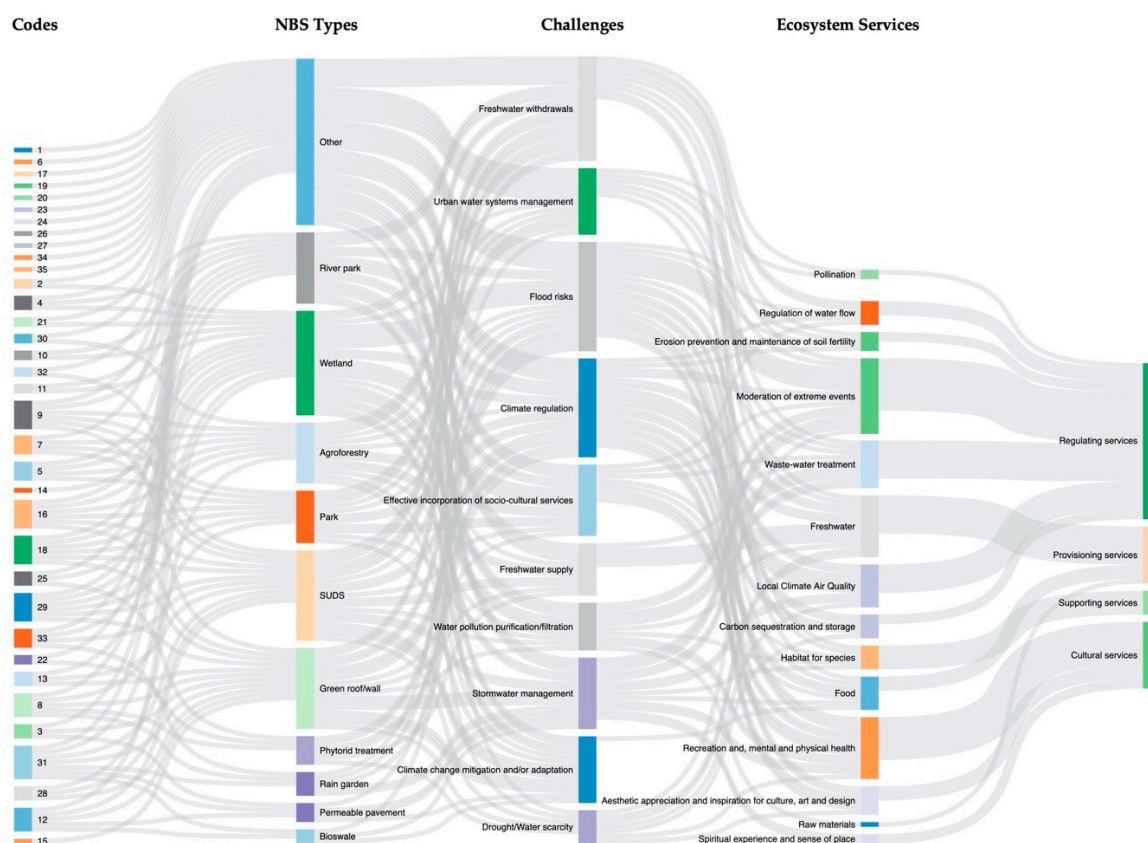 Codes NBS Types Challenges Ecosystem Services
1
6
17
19
20
23
24
26
27
34
35
2
4
21
30
10
32
11
9
7
5
14
16
18
25
29
33
22
13
8
3
31
28
12
15
Other
River park
Wetland
Agroforestry
Park
SUDS
Green roof/wall
Phytorid treatment
Rain garden
Permeable pavement
Bioswale
Freshwater withdrawals
Urban water systems management
Flood risks
Climate regulation
Effective incorporation of socio-cultural services
Freshwater supply
Water pollution purification/filtration
Stormwater management
Climate change mitigation and/or adaptation
Drought/Water scarcity
Pollination
Regulation of water flow
Erosion prevention and maintenance of soil fertility
Moderation of extreme events
Waste-water treatment
Freshwater
Local Climate Air Quality
Carbon sequestration and storage
Habitat for species
Food
Recreation and, mental and physical health
Aesthetic appreciation and inspiration for culture, art and design
Raw materials
Spiritual experience and sense of place
Regulating services
Provisioning services
Supporting services
Cultural services